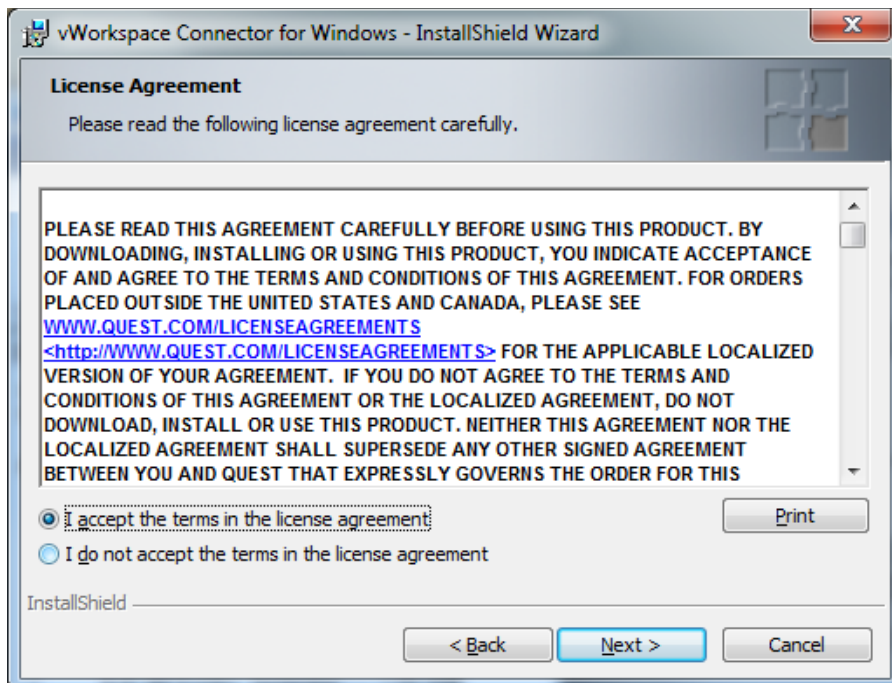 vWorkspace Connector for Windows - InstallShield Wizard
License Agreement
Please read the following license agreement carefully.
PLEASE READ THIS AGREEMENT CAREFULLY BEFORE USING THIS PRODUCT. BY
DOWNLOADING, INSTALLING OR USING THIS PRODUCT, YOU INDICATE ACCEPTANCE
OF AND AGREE TO THE TERMS AND CONDITIONS OF THIS AGREEMENT. FOR ORDERS
PLACED OUTSIDE THE UNITED STATES AND CANADA, PLEASE SEE
WWW.QUEST.COM/LICENSEAGREEMENTS
<http://WWW.QUEST.COM/LICENSEAGREEMENTS> FOR THE APPLICABLE LOCALIZED
VERSION OF YOUR AGREEMENT. IF YOU DO NOT AGREE TO THE TERMS AND
CONDITIONS OF THIS AGREEMENT OR THE LOCALIZED AGREEMENT, DO NOT
DOWNLOAD, INSTALL OR USE THIS PRODUCT. NEITHER THIS AGREEMENT NOR THE
LOCALIZED AGREEMENT SHALL SUPERSEDE ANY OTHER SIGNED AGREEMENT
BETWEEN YOU AND QUEST THAT EXPRESSLY GOVERNS THE ORDER FOR THIS
I accept the terms in the license agreement
Print
I do not accept the terms in the license agreement
InstallShield
< Back
Next >
Cancel